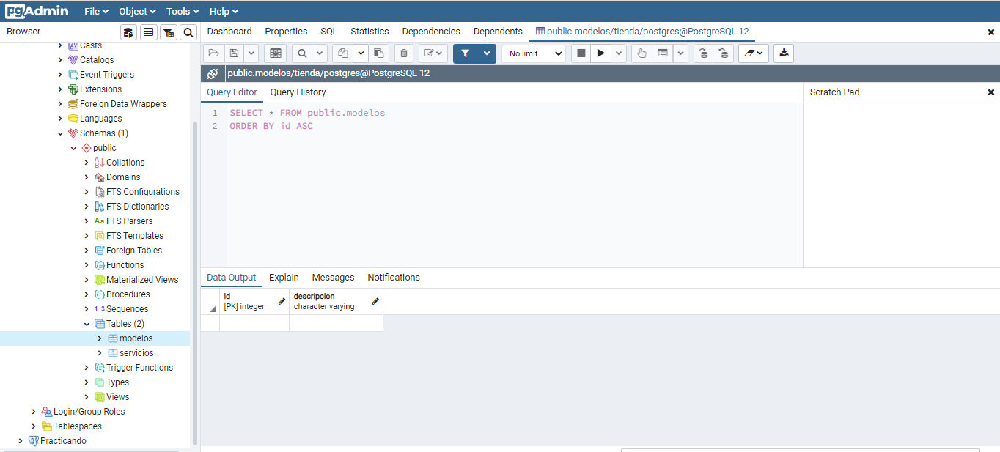 pgAdmin File Object Tools Help
Browser
Dashboard Properties SQL Statistics Dependencies Dependents public.modelos/tienda/postgres@PostgreSQL 12
Casts
Catalogs
Event Triggers
Extensions
Foreign Data Wrappers
Languages
Schemas (1)
public
Collations
Domains
FTS Configurations
FTS Dictionaries
Aa FTS Parsers
FTS Templates
Foreign Tables
Functions
Materialized Views
Procedures
1..3 Sequences
Tables (2)
modelos
servicios
Trigger Functions
Types
Views
Login/Group Roles
Tablespaces
Practicando
No limit
public.modelos/tienda/postgres@PostgreSQL 12
Query Editor Query History
Scratch Pad
1 SELECT * FROM public.modelos
2 ORDER BY id ASC
Data Output Explain Messages Notifications
id descripcion
[PK] integer character varying